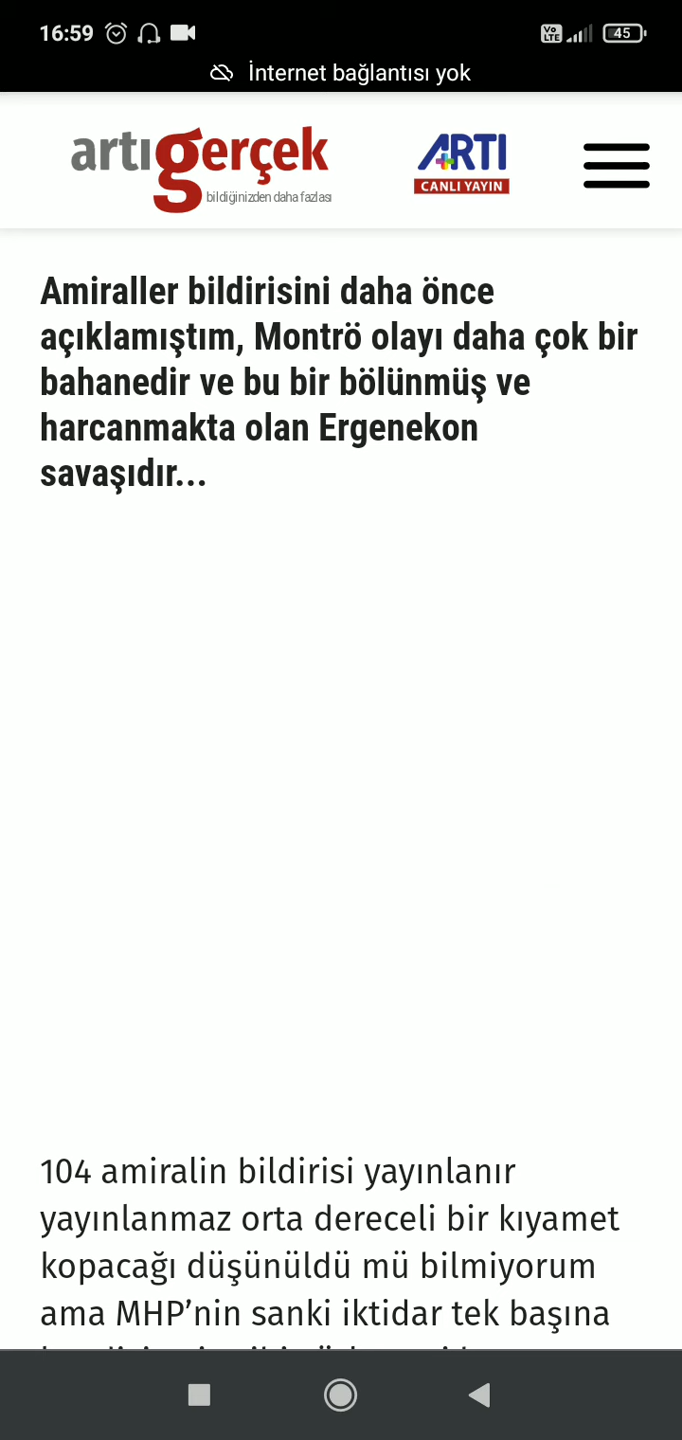 16:59
Vo LTE
45
İnternet bağlantısı yok
artıgerçek
bildiğinizden daha fazlası
ARTI
CANLI YAYIN
Amiraller bildirisini daha önce
açıklamıştım, Montrö olayı daha çok bir
bahanedir ve bu bir bölünmüş ve
harcanmakta olan Ergenekon
savaşıdır...
104 amiralin bildirisi yayınlanır
yayınlanmaz orta dereceli bir kıyamet
kopacağı düşünüldü mü bilmiyorum
ama MHP’nin sanki iktidar tek başına